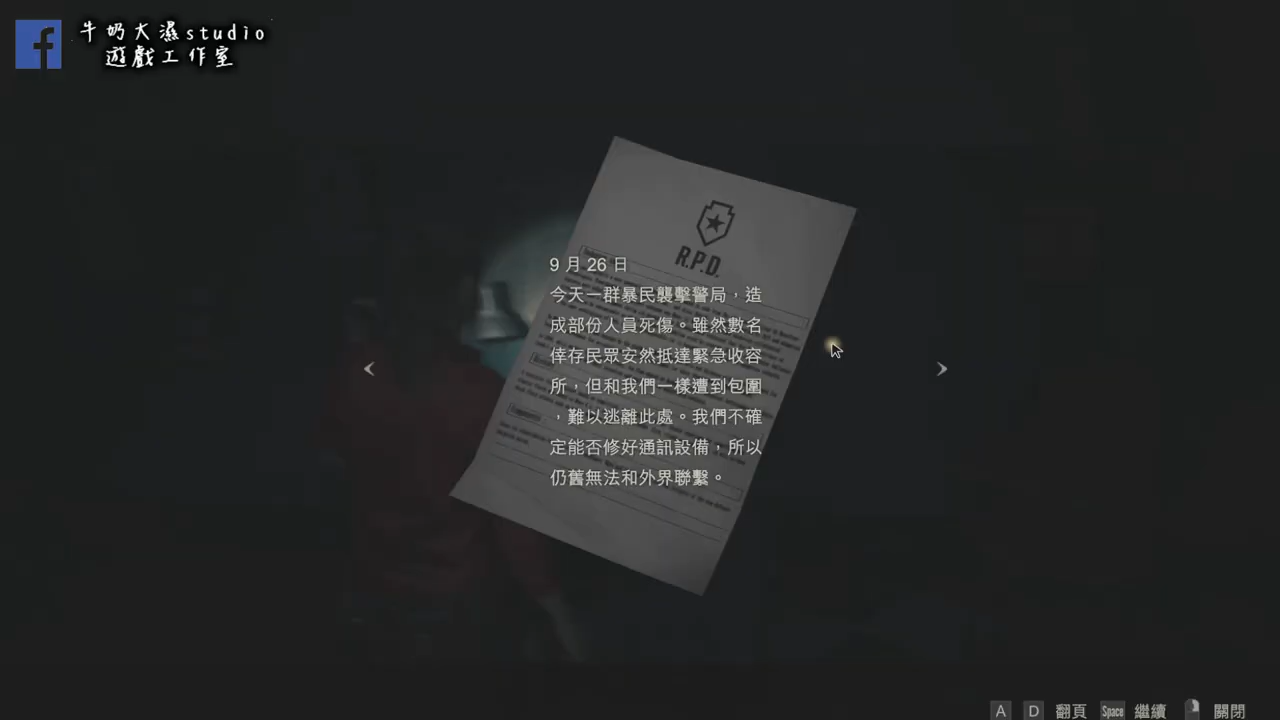 牛奶大濕studio
遊戲工作室
R.P.D.
9 月 26 日
今天一群暴民襲擊警局，造
成部份人員死傷。雖然數名
倖存民眾安然抵達緊急收容
所，但和我們一樣遭到包圍
，難以逃離此處。我們不確
定能否修好通訊設備，所以
仍舊無法和外界聯繫。
A D 翻頁 Space 繼續 關閉